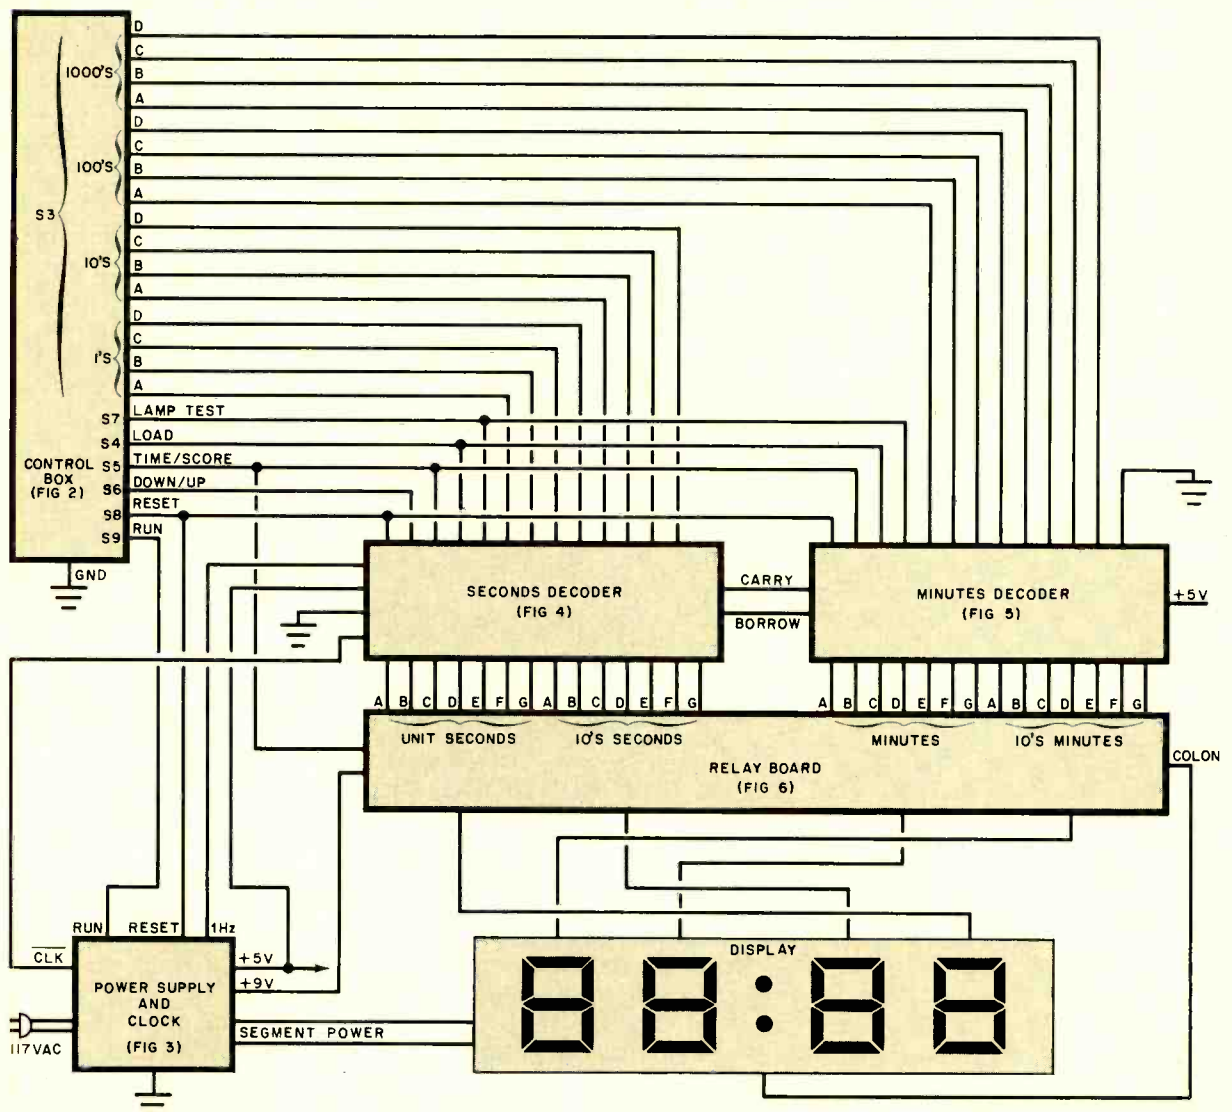 D
C
1000'S
B
A
D
C
100'S
B
A
D
C
10'S
B
A
D
C
1'S
B
A
S3
S7 LAMP TEST
S4 LOAD
S5 TIME/SCORE
S6 DOWN/UP
S8 RESET
S9 RUN
CONTROL
BOX
(FIG 2)
GND
SECONDS DECODER
(FIG 4)
CARRY
BORROW
MINUTES DECODER
(FIG 5)
+5V
A B C D E F G A B C D E F G
UNIT SECONDS 10'S SECONDS
A B C D E F G A B C D E F G
MINUTES 10'S MINUTES
RELAY BOARD
(FIG 6)
COLON
RUN RESET 1Hz
CLK
+5V
+9V
POWER SUPPLY
AND
CLOCK
(FIG 3)
SEGMENT POWER
117VAC
DISPLAY
88:88